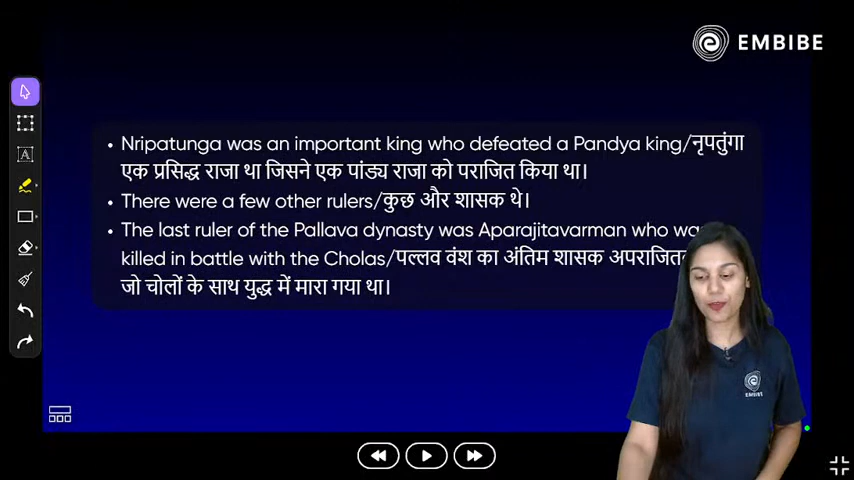 EMBIBE
• Nripatunga was an important king who defeated a Pandya king/नृपतुंगा
एक प्रसिद्ध राजा था जिसने एक पांड्य राजा को पराजित किया था।
• There were a few other rulers/कुछ और शासक थे।
• The last ruler of the Pallava dynasty was Aparajitavarman who
killed in battle with the Cholas/पल्लव वंश का अंतिम शासक
जो चोलों के साथ युद्ध में मारा गया था।
EMBIBE